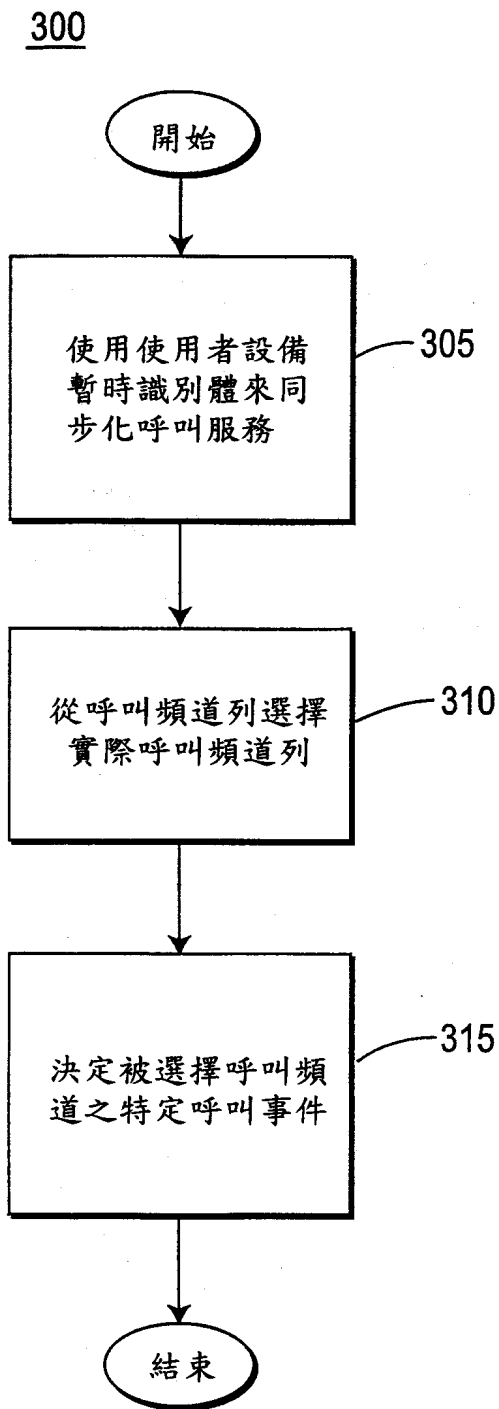 300
開始
使用使用者設備
暫時識別體來同
步化呼叫服務
305
從呼叫頻道列選擇
實際呼叫頻道列
310
決定被選擇呼叫頻
道之特定呼叫事件
315
結束